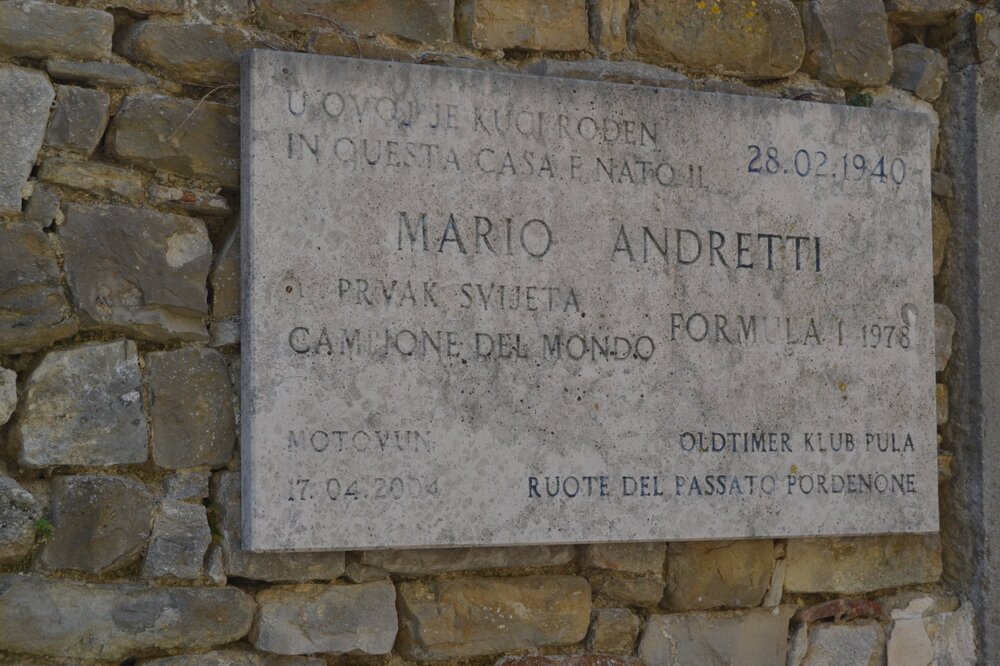 U OVOJ JE KUĆI ROĐEN
IN QUESTA CASA È NATO IL 28.02.1940
MARIO ANDRETTI
PRVAK SVIJETA
CAMPIONE DEL MONDO FORMULA 1 1978
MOTOVUN
17.04.2004
OLDTIMER KLUB PULA
RUOTE DEL PASSATO PORDENONE